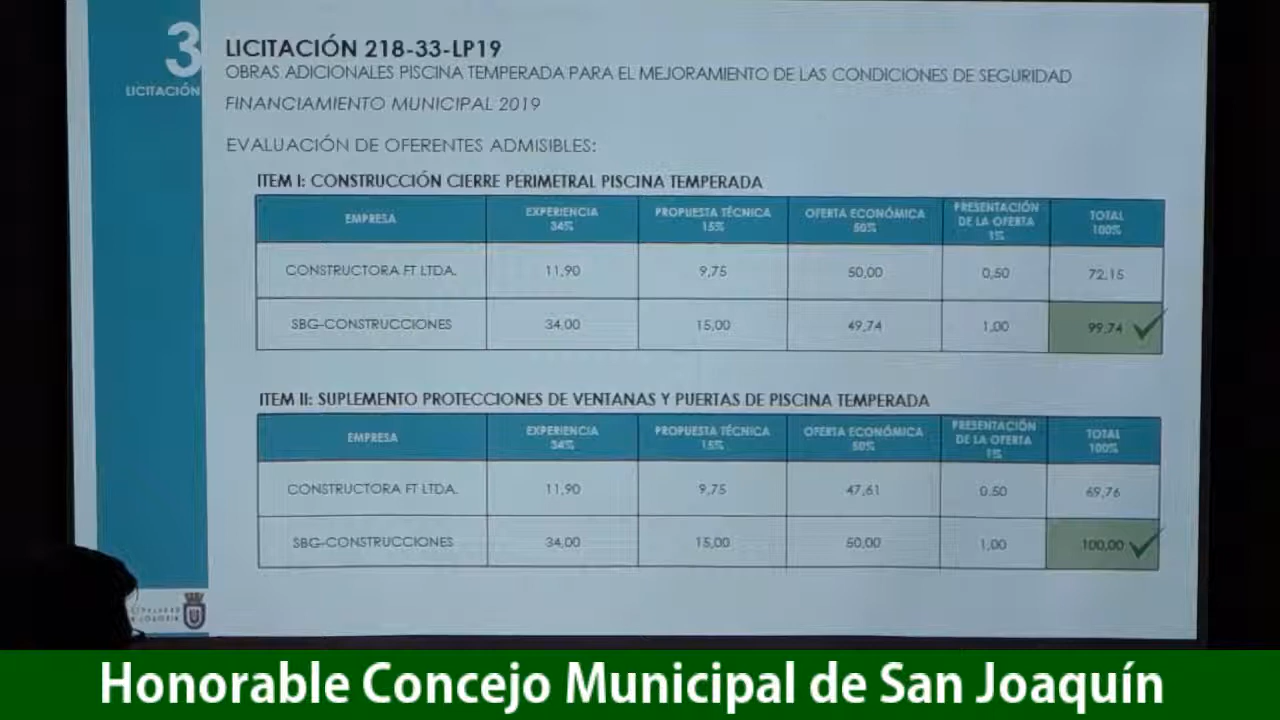 3
LICITACIÓN
LICITACIÓN 218-33-LP19
OBRAS ADICIONALES PISCINA TEMPERADA PARA EL MEJORAMIENTO DE LAS CONDICIONES DE SEGURIDAD
FINANCIAMIENTO MUNICIPAL 2019
EVALUACIÓN DE OFERENTES ADMISIBLES:
ITEM I: CONSTRUCCIÓN CIERRE PERIMETRAL PISCINA TEMPERADA
EMPRESA EXPERIENCIA 34% PROPUESTA TÉCNICA 15% OFERTA ECONÓMICA 50% PRESENTACIÓN DE LA OFERTA 1% TOTAL 100%
CONSTRUCTORA FT LTDA. 11,90 9,75 50,00 0,50 72,15
SBG-CONSTRUCCIONES 34,00 15,00 49,74 1,00 99,74
ITEM II: SUPLEMENTO PROTECCIONES DE VENTANAS Y PUERTAS DE PISCINA TEMPERADA
EMPRESA EXPERIENCIA 34% PROPUESTA TÉCNICA 15% OFERTA ECONÓMICA 50% PRESENTACIÓN DE LA OFERTA 1% TOTAL 100%
CONSTRUCTORA FT LTDA. 11,90 9,75 47,61 0,50 69,76
SBG-CONSTRUCCIONES 34,00 15,00 50,00 1,00 100,00
Honorable Concejo Municipal de San Joaquín